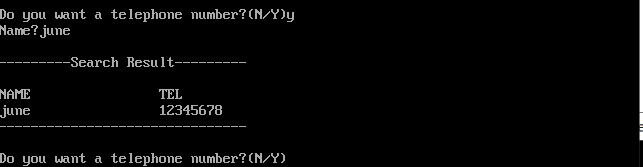 Do you want a telephone number?(N/Y)y
Name?june
---------Search Result---------
NAME                TEL
june                12345678
-------------------------------
Do you want a telephone number?(N/Y)